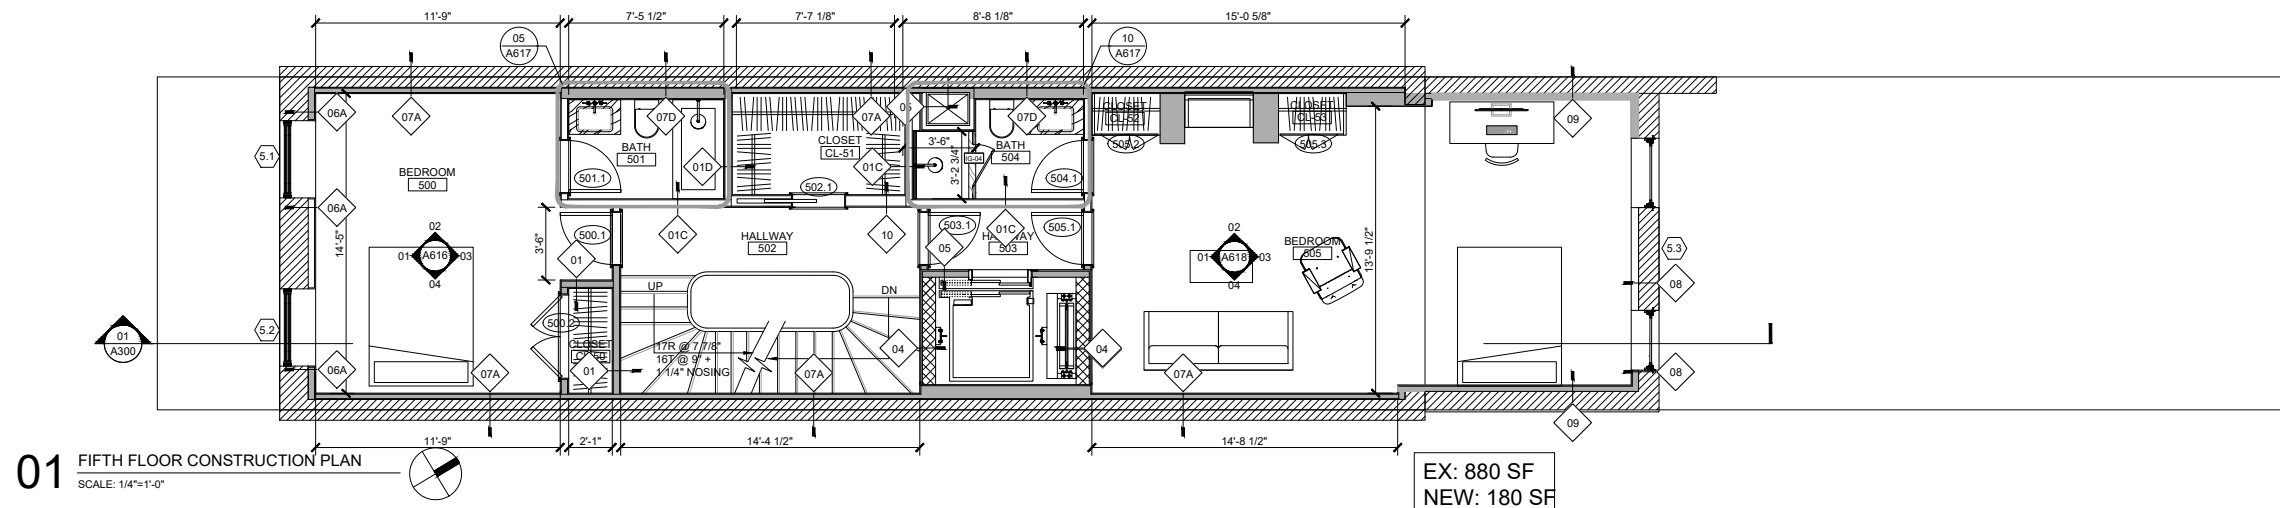 11'-9"
7'-5 1/2"
7'-7 1/8"
8'-8 1/8"
15'-0 5/8"
05
A617
10
A617
06A
07A
07D
07A
05
07D
CLOSET
CL-52
CLOSET
CL-53
09
5.1
BEDROOM
500
BATH
501
01D
CLOSET
CL-51
01C
3'-6"
3'-2 3/4"
IG-04
BATH
504
505.2
505.3
501.1
502.1
504.1
06A
14'-5"
3'-6"
500.1
01C
HALLWAY
502
10
503.1
05
01C
HALLWAY
503
505.1
02
01
A616
03
04
02
01
A618
03
04
BEDROOM
505
13'-9 1/2"
5.3
08
01
UP
DN
5.2
500.2
CLOSET
CL-50
01
A300
17R @ 7 7/8"
16T @ 9" +
1 1/4" NOSING
04
04
06A
07A
01
07A
07A
08
09
11'-9"
2'-1"
14'-4 1/2"
14'-8 1/2"
01
FIFTH FLOOR CONSTRUCTION PLAN
SCALE: 1/4"=1'-0"
EX: 880 SF
NEW: 180 SF